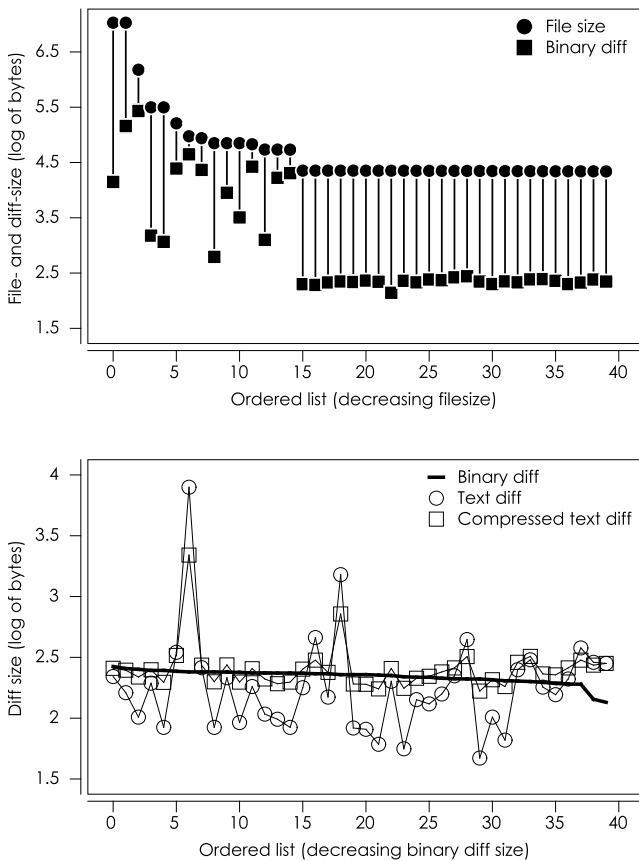 File size
Binary diff
File- and diff-size (log of bytes)
6.5
5.5
4.5
3.5
2.5
1.5
0 5 10 15 20 25 30 35 40
Ordered list (decreasing filesize)
Binary diff
Text diff
Compressed text diff
Diff size (log of bytes)
4
3.5
3
2.5
2
1.5
0 5 10 15 20 25 30 35 40
Ordered list (decreasing binary diff size)